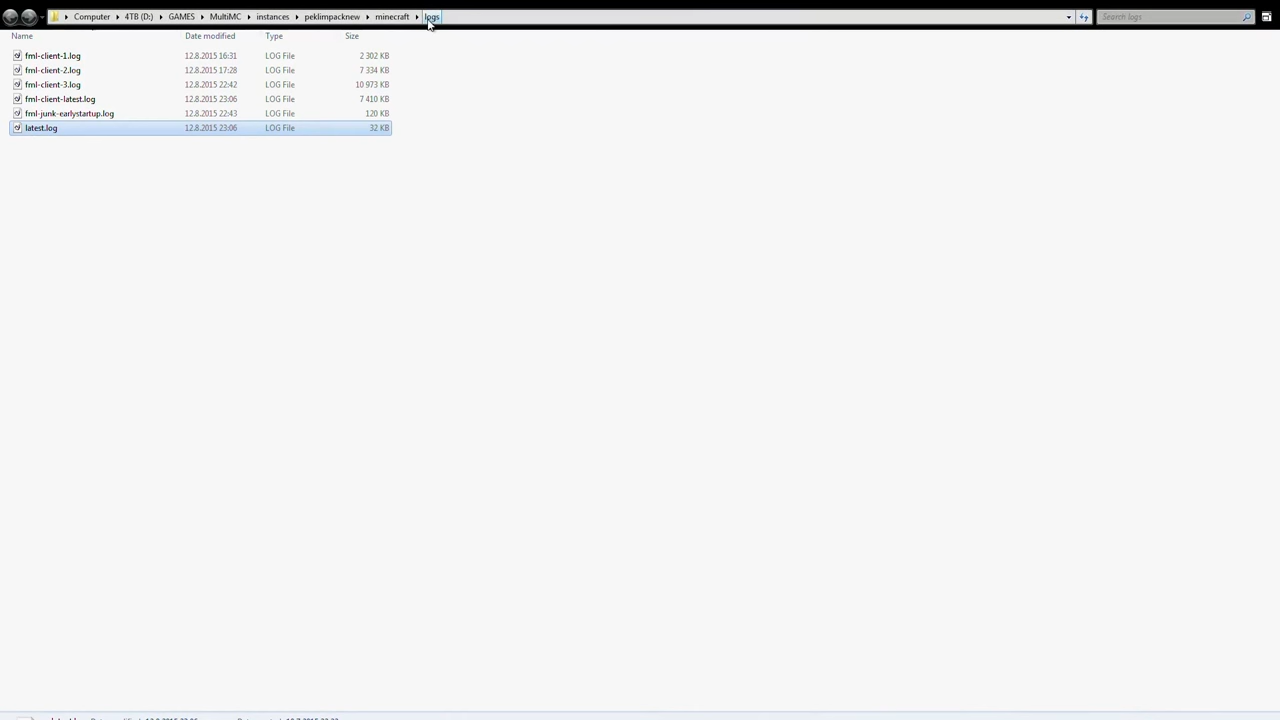 Computer 4TB (D:) GAMES MultiMC instances peklimpacknew minecraft logs Search logs
Name Date modified Type Size
fml-client-1.log 12.8.2015 16:31 LOG File 2 302 KB
fml-client-2.log 12.8.2015 17:28 LOG File 7 334 KB
fml-client-3.log 12.8.2015 22:42 LOG File 10 973 KB
fml-client-latest.log 12.8.2015 23:06 LOG File 7 410 KB
fml-junk-earlystartup.log 12.8.2015 22:43 LOG File 120 KB
latest.log 12.8.2015 23:06 LOG File 32 KB